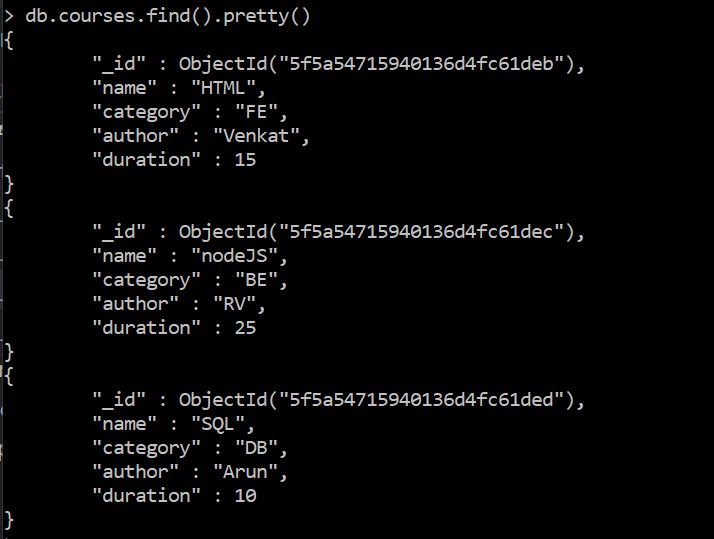 > db.courses.find().pretty()
{
"_id" : ObjectId("5f5a54715940136d4fc61deb"),
"name" : "HTML",
"category" : "FE",
"author" : "Venkat",
"duration" : 15
}
{
"_id" : ObjectId("5f5a54715940136d4fc61dec"),
"name" : "nodeJS",
"category" : "BE",
"author" : "RV",
"duration" : 25
}
{
"_id" : ObjectId("5f5a54715940136d4fc61ded"),
"name" : "SQL",
"category" : "DB",
"author" : "Arun",
"duration" : 10
}